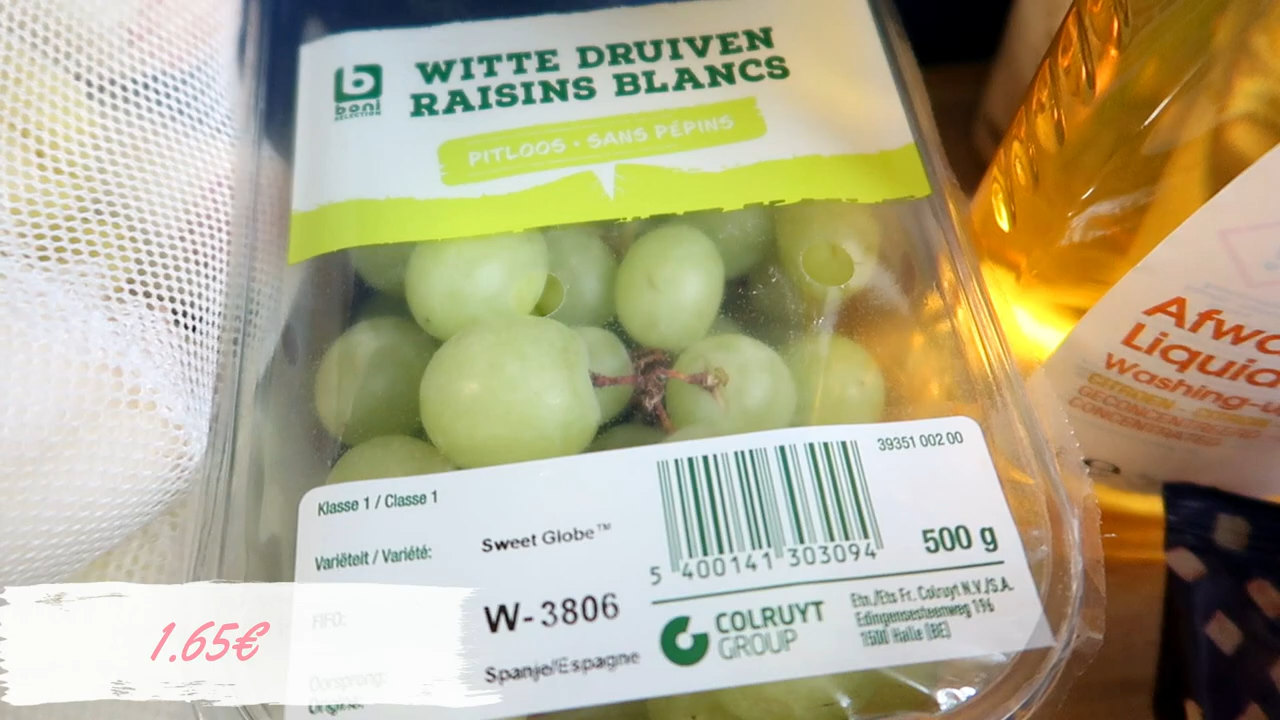 boni
SELECTION
WITTE DRUIVEN
RAISINS BLANCS
PITLOOS • SANS PÉPINS
Klasse 1 / Classe 1
Variëteit / Variété:
Sweet Globe™
FIFO:
W-3806
Oorsprong:
Origine:
Spanje/Espagne
39351 002 00
5 400141 303094
500 g
COLRUYT
GROUP
Ets./Ets Fr. Colruyt N.V./S.A.
Edingensesteenweg 196
1500 Halle (BE)
1.65€
Liquid
Washing-u
CITROEN
GECONCENTREERD
CONCENTRATE